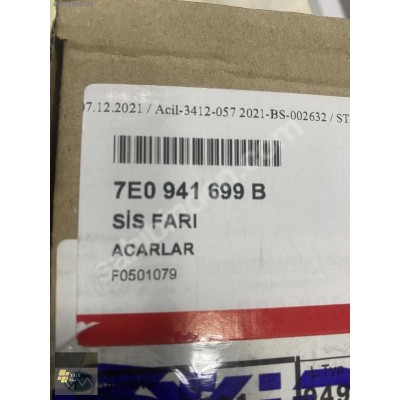 07.12.2021 / Acil-3412-057 2021-BS-002632 / ST
7E0 941 699 B
SİS FARI
ACARLAR
F0501079